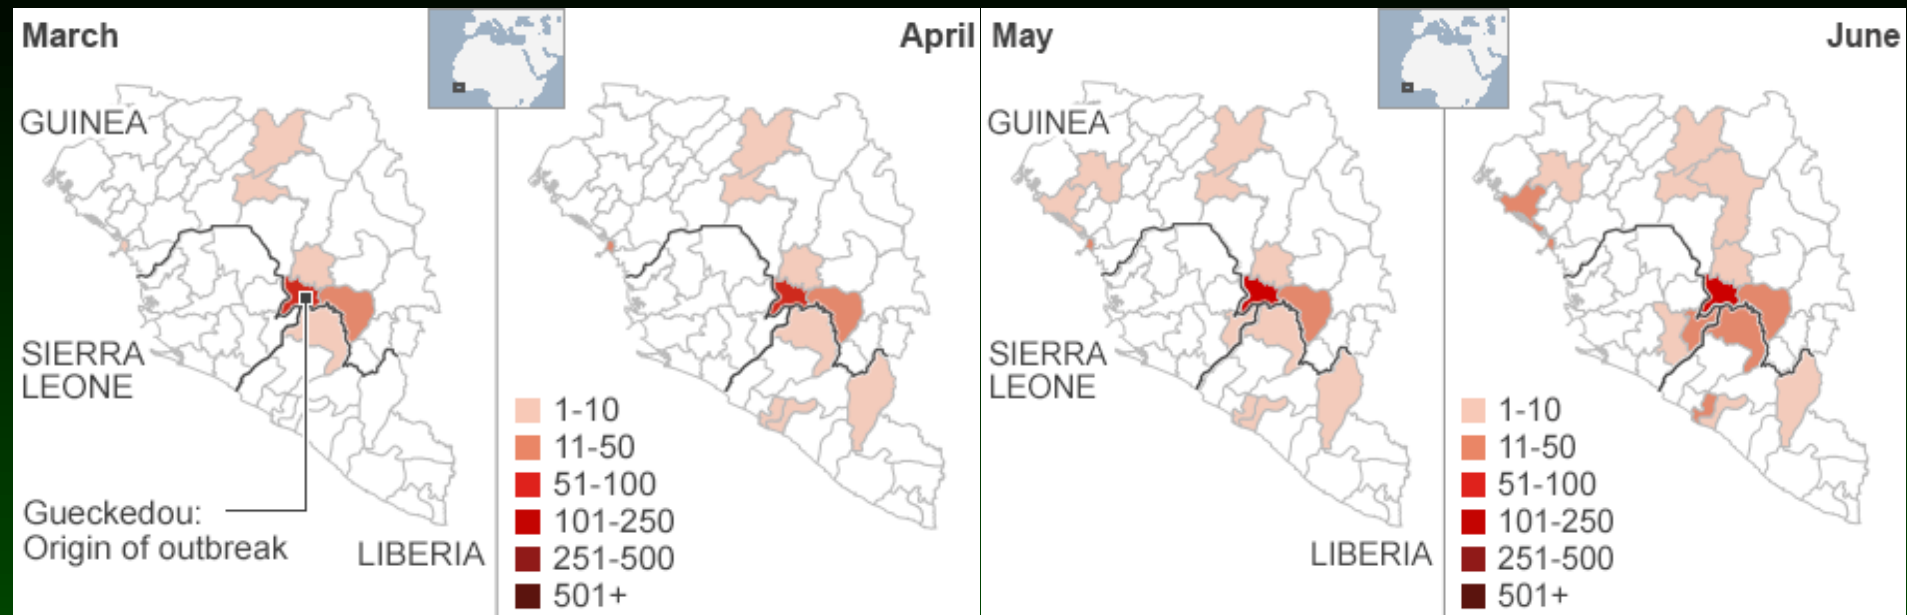 March
April
GUINEA
SIERRA
LEONE
Gueckedou:
Origin of outbreak
LIBERIA
1-10
11-50
51-100
101-250
251-500
501+
May
June
GUINEA
SIERRA
LEONE
LIBERIA
1-10
11-50
51-100
101-250
251-500
501+